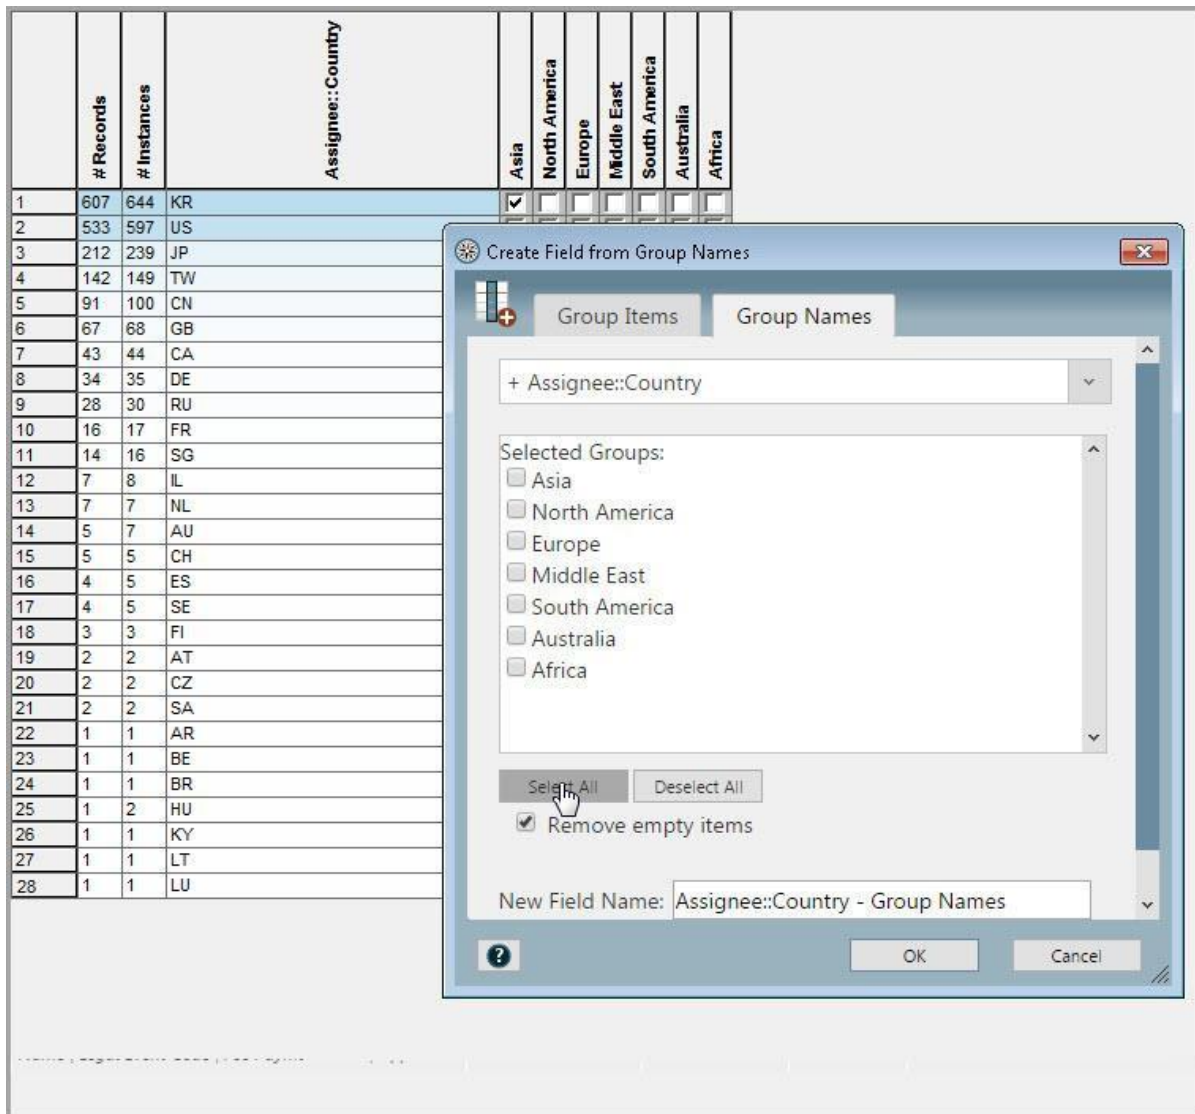 # Records # Instances Assignee::Country Asia North America Europe Middle East South America Australia Africa
1 607 644 KR
2 533 597 US
3 212 239 JP
4 142 149 TW
5 91 100 CN
6 67 68 GB
7 43 44 CA
8 34 35 DE
9 28 30 RU
10 16 17 FR
11 14 16 SG
12 7 8 IL
13 7 7 NL
14 5 7 AU
15 5 5 CH
16 4 5 ES
17 4 5 SE
18 3 3 FI
19 2 2 AT
20 2 2 CZ
21 2 2 SA
22 1 1 AR
23 1 1 BE
24 1 1 BR
25 1 2 HU
26 1 1 KY
27 1 1 LT
28 1 1 LU
Create Field from Group Names
Group Items Group Names
+ Assignee::Country
Selected Groups:
Asia
North America
Europe
Middle East
South America
Australia
Africa
Select All Deselect All
Remove empty items
New Field Name: Assignee::Country - Group Names
? OK Cancel